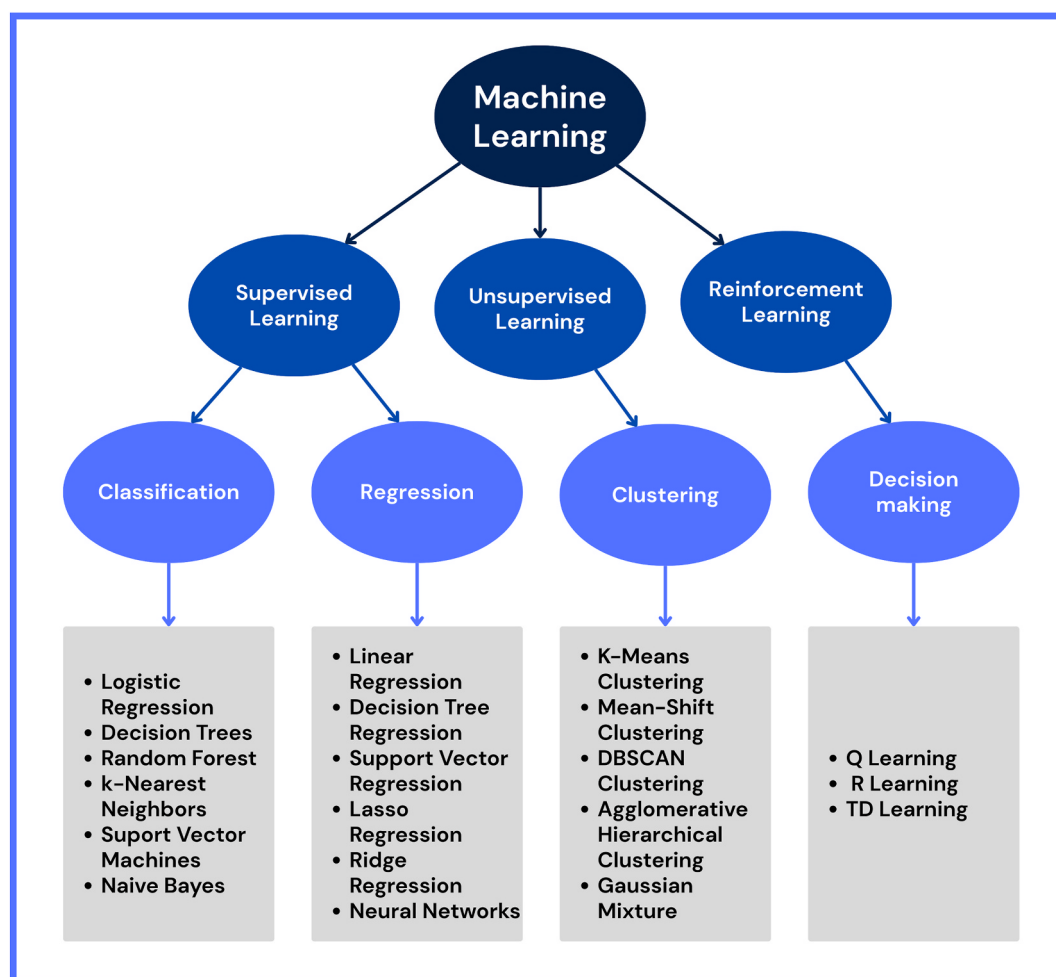 Machine
Learning
Supervised
Learning
Unsupervised
Learning
Reinforcement
Learning
Classification
Regression
Clustering
Decision
making
• Logistic
Regression
• Decision Trees
• Random Forest
• k-Nearest
Neighbors
• Suport Vector
Machines
• Naive Bayes
• Linear
Regression
• Decision Tree
Regression
• Support Vector
Regression
• Lasso
Regression
• Ridge
Regression
• Neural Networks
• K-Means
Clustering
• Mean-Shift
Clustering
• DBSCAN
Clustering
• Agglomerative
Hierarchical
Clustering
• Gaussian
Mixture
• Q Learning
• R Learning
• TD Learning